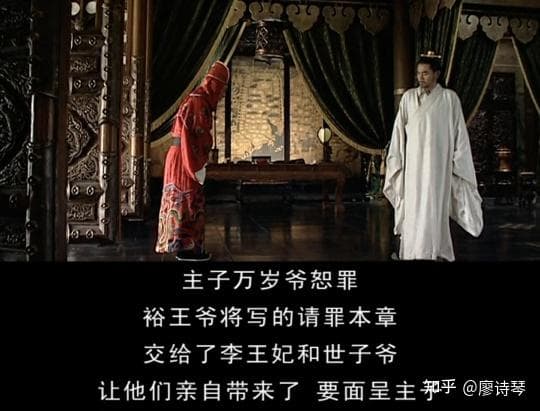 主子万岁爷恕罪
裕王爷将写的请罪本章
交给了李王妃和世子爷
让他们亲自带来了 要面呈主子
知乎 @廖诗琴